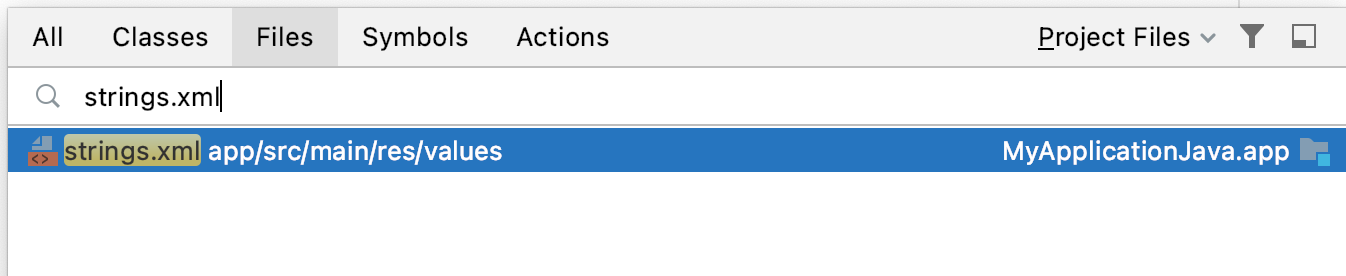 All Classes Files Symbols Actions Project Files
strings.xml
strings.xml app/src/main/res/values MyApplicationJava.app